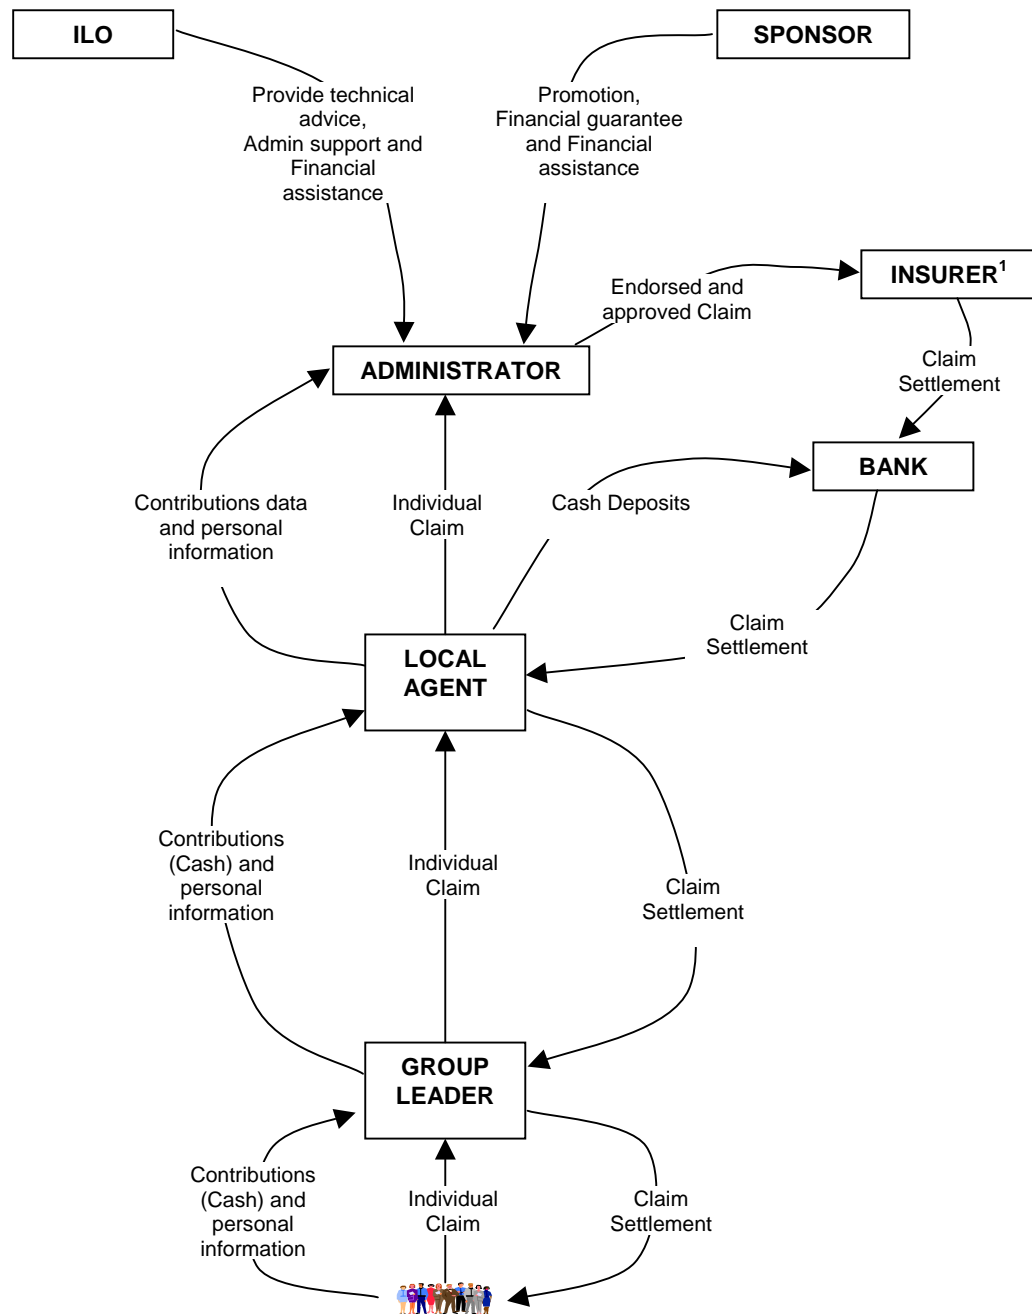 ILO
SPONSOR
Provide technical
advice,
Admin support and
Financial
assistance
Promotion,
Financial guarantee
and Financial
assistance
INSURER¹
Endorsed and
approved Claim
ADMINISTRATOR
Claim
Settlement
BANK
Contributions data
and personal
information
Individual
Claim
Cash Deposits
Claim
Settlement
LOCAL
AGENT
Contributions
(Cash) and
personal
information
Individual
Claim
Claim
Settlement
GROUP
LEADER
Contributions
(Cash) and
personal
information
Individual
Claim
Claim
Settlement